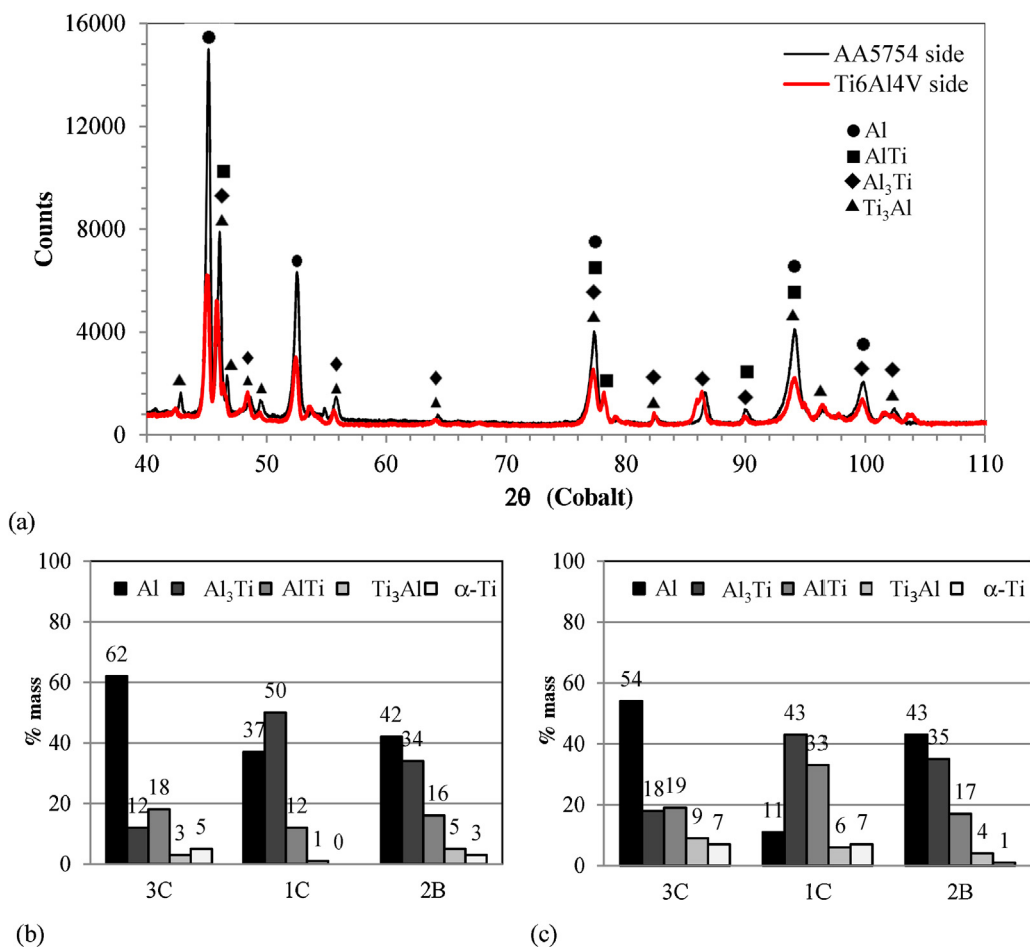 16000
12000
8000
4000
0
Counts
AA5754 side
Ti6Al4V side
Al
AlTi
Al₃Ti
Ti₃Al
40 50 60 70 80 90 100 110
2θ (Cobalt)
(a)
100
80
60
40
20
0
% mass
Al Al₃Ti AlTi Ti₃Al α-Ti
62 12 18 3 5
37 50 12 1 0
42 34 16 5 3
3C 1C 2B
(b)
100
80
60
40
20
0
% mass
Al Al₃Ti AlTi Ti₃Al α-Ti
54 18 19 9 7
11 43 33 6 7
43 35 17 4 1
3C 1C 2B
(c)